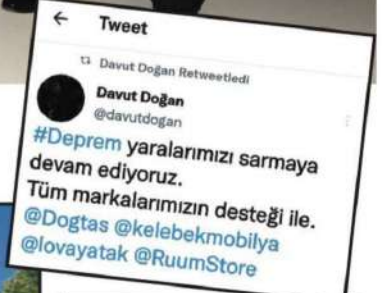 ← Tweet
Davut Doğan Retweetledi
Davut Doğan
@davutdogan
#Deprem yaralarımızı sarmaya
devam ediyoruz.
Tüm markalarımızın desteği ile.
@Dogtas @kelebekmobilya
@lovayatak @RuumStore